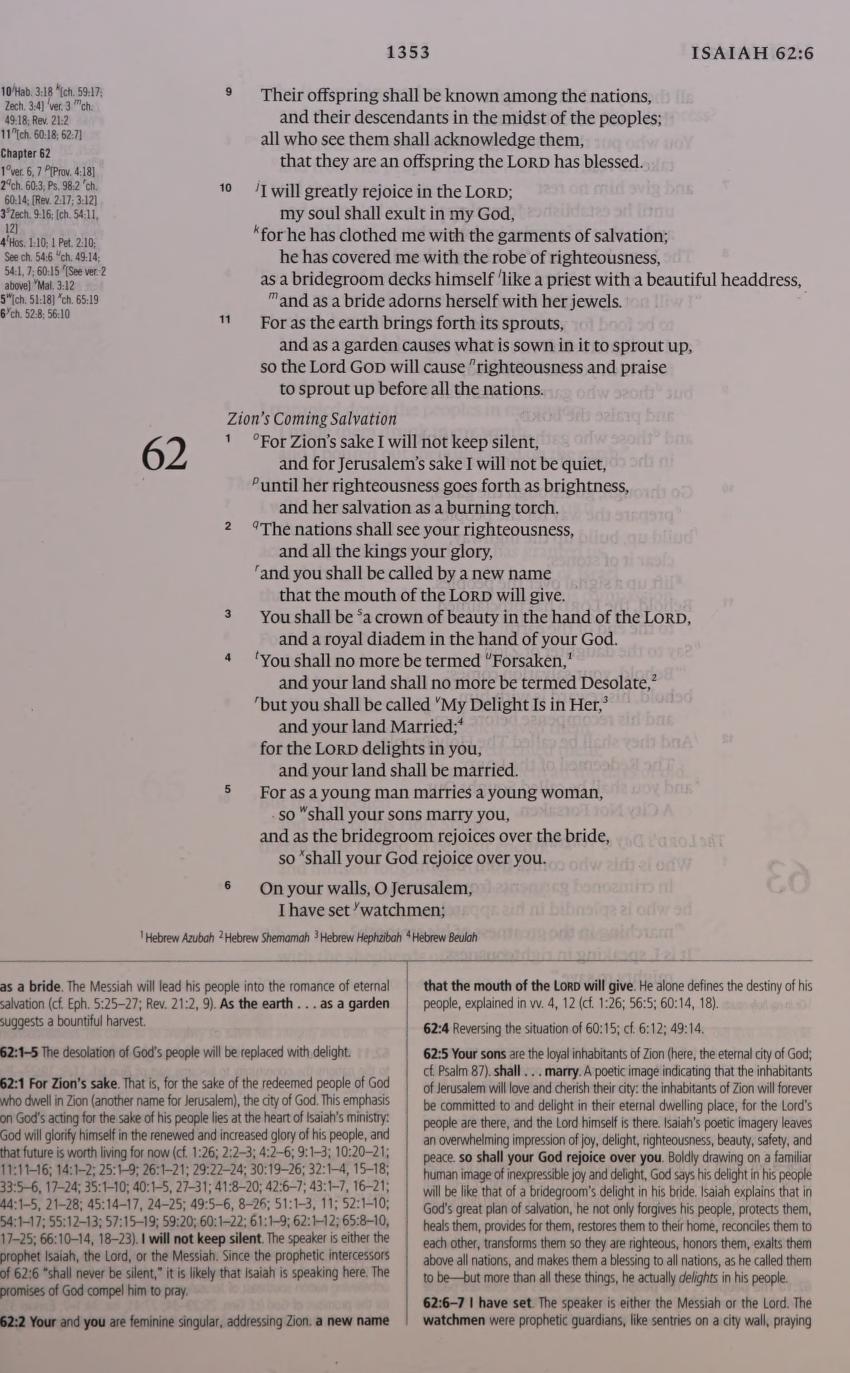 1353
ISAIAH 62:6
10 jHab. 3:18 k[ch. 59:17;
Zech. 3:4] lver. 3 mch.
49:18; Rev. 21:2
11 n[ch. 60:18; 62:7]
Chapter 62
1 over. 6, 7 p[Prov. 4:18]
2 qch. 60:3; Ps. 98:2 rch.
60:14; [Rev. 2:17; 3:12]
3 sZech. 9:16; [ch. 54:11,
12]
4 tHos. 1:10; 1 Pet. 2:10;
See ch. 54:6 uch. 49:14;
54:1, 7; 60:15 r[See ver. 2
above] vMal. 3:12
5 w[ch. 51:18] xch. 65:19
6 ych. 52:8; 56:10
9 Their offspring shall be known among the nations,
and their descendants in the midst of the peoples;
all who see them shall acknowledge them,
that they are an offspring the LORD has blessed.
10 jI will greatly rejoice in the LORD;
my soul shall exult in my God,
kfor he has clothed me with the garments of salvation;
he has covered me with the robe of righteousness,
as a bridegroom decks himself llike a priest with a beautiful headdress,
mand as a bride adorns herself with her jewels.
11 For as the earth brings forth its sprouts,
and as a garden causes what is sown in it to sprout up,
so the Lord GOD will cause nrighteousness and praise
to sprout up before all the nations.
Zion's Coming Salvation
62
1 oFor Zion's sake I will not keep silent,
and for Jerusalem's sake I will not be quiet,
puntil her righteousness goes forth as brightness,
and her salvation as a burning torch.
2 qThe nations shall see your righteousness,
and all the kings your glory,
rand you shall be called by a new name
that the mouth of the LORD will give.
3 You shall be sa crown of beauty in the hand of the LORD,
and a royal diadem in the hand of your God.
4 tYou shall no more be termed uForsaken,1
and your land shall no more be termed Desolate,2
rbut you shall be called vMy Delight Is in Her,3
and your land Married;4
for the LORD delights in you,
and your land shall be married.
5 For as a young man marries a young woman,
so wshall your sons marry you,
and as the bridegroom rejoices over the bride,
so xshall your God rejoice over you.
6 On your walls, O Jerusalem,
I have set ywatchmen;
1 Hebrew Azubah 2 Hebrew Shemamah 3 Hebrew Hephzibah 4 Hebrew Beulah
as a bride. The Messiah will lead his people into the romance of eternal
salvation (cf. Eph. 5:25–27; Rev. 21:2, 9). As the earth . . . as a garden
suggests a bountiful harvest.
62:1–5 The desolation of God's people will be replaced with delight.
62:1 For Zion's sake. That is, for the sake of the redeemed people of God
who dwell in Zion (another name for Jerusalem), the city of God. This emphasis
on God's acting for the sake of his people lies at the heart of Isaiah's ministry:
God will glorify himself in the renewed and increased glory of his people, and
that future is worth living for now (cf. 1:26; 2:2–3; 4:2–6; 9:1–3; 10:20–21;
11:11–16; 14:1–2; 25:1–9; 26:1–21; 29:22–24; 30:19–26; 32:1–4, 15–18;
33:5–6, 17–24; 35:1–10; 40:1–5, 27–31; 41:8–20; 42:6–7; 43:1–7, 16–21;
44:1–5, 21–28; 45:14–17, 24–25; 49:5–6, 8–26; 51:1–3, 11; 52:1–10;
54:1–17; 55:12–13; 57:15–19; 59:20; 60:1–22; 61:1–9; 62:1–12; 65:8–10,
17–25; 66:10–14, 18–23). I will not keep silent. The speaker is either the
prophet Isaiah, the Lord, or the Messiah. Since the prophetic intercessors
of 62:6 "shall never be silent," it is likely that Isaiah is speaking here. The
promises of God compel him to pray.
62:2 Your and you are feminine singular, addressing Zion. a new name
that the mouth of the LORD will give. He alone defines the destiny of his
people, explained in vv. 4, 12 (cf. 1:26; 56:5; 60:14, 18).
62:4 Reversing the situation of 60:15; cf. 6:12; 49:14.
62:5 Your sons are the loyal inhabitants of Zion (here, the eternal city of God;
cf. Psalm 87). shall . . . marry. A poetic image indicating that the inhabitants
of Jerusalem will love and cherish their city: the inhabitants of Zion will forever
be committed to and delight in their eternal dwelling place, for the Lord's
people are there, and the Lord himself is there. Isaiah's poetic imagery leaves
an overwhelming impression of joy, delight, righteousness, beauty, safety, and
peace. so shall your God rejoice over you. Boldly drawing on a familiar
human image of inexpressible joy and delight, God says his delight in his people
will be like that of a bridegroom's delight in his bride. Isaiah explains that in
God's great plan of salvation, he not only forgives his people, protects them,
heals them, provides for them, restores them to their home, reconciles them to
each other, transforms them so they are righteous, honors them, exalts them
above all nations, and makes them a blessing to all nations, as he called them
to be—but more than all these things, he actually delights in his people.
62:6–7 I have set. The speaker is either the Messiah or the Lord. The
watchmen were prophetic guardians, like sentries on a city wall, praying